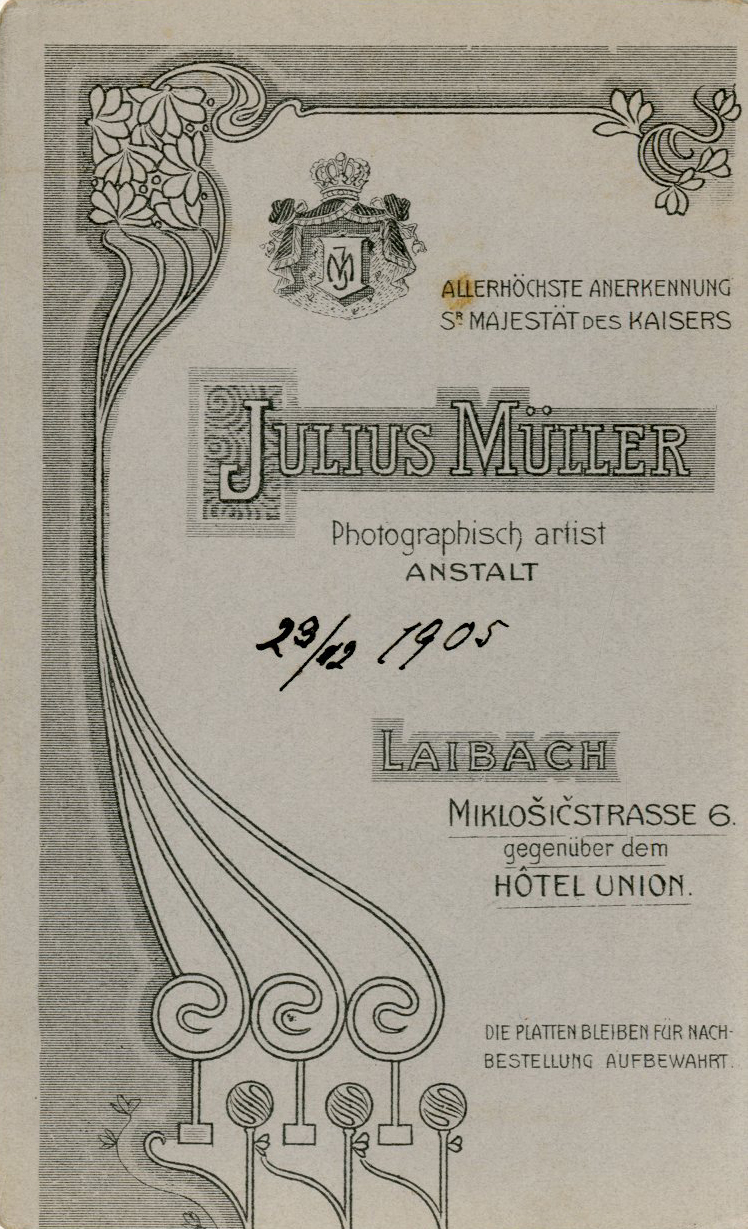 JM
ALLERHÖCHSTE ANERKENNUNG
SR MAJESTÄT DES KAISERS
JULIUS MÜLLER
Photographisch artist
ANSTALT
23/12 1905
LAIBACH
MIKLOŠIČSTRASSE 6.
gegenüber dem
HÔTEL UNION.
DIE PLATTEN BLEIBEN FÜR NACH-
BESTELLUNG AUFBEWAHRT.